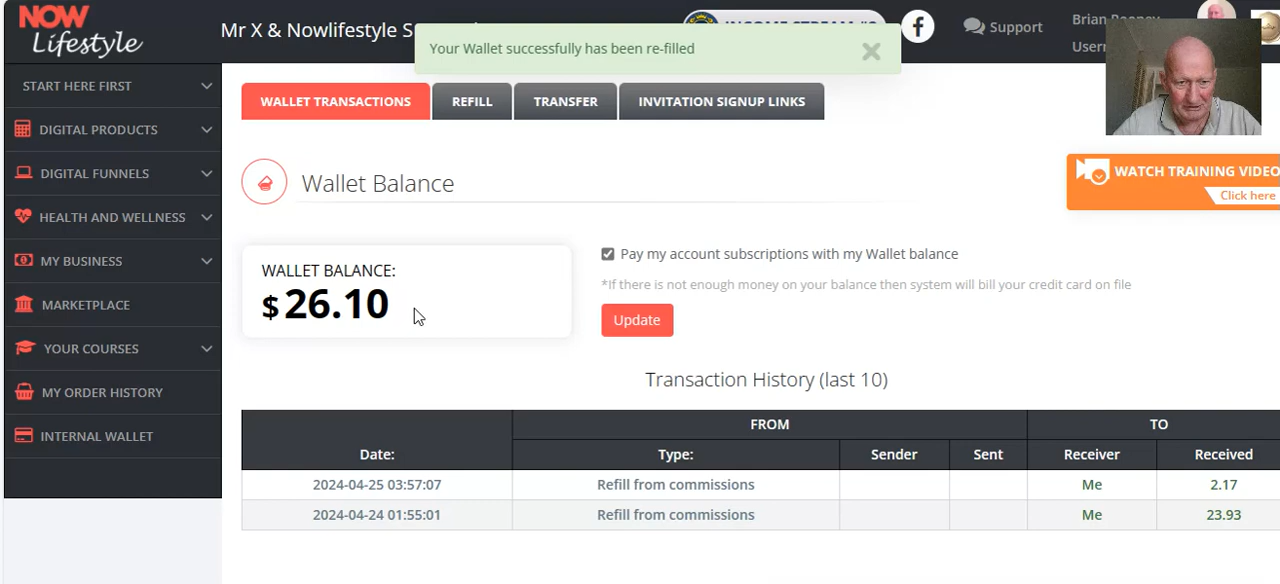 NOW
Lifestyle
Mr X & Nowlifestyle
Your Wallet successfully has been re-filled
Support
Brian
START HERE FIRST
DIGITAL PRODUCTS
DIGITAL FUNNELS
HEALTH AND WELLNESS
MY BUSINESS
MARKETPLACE
YOUR COURSES
MY ORDER HISTORY
INTERNAL WALLET
WALLET TRANSACTIONS
REFILL
TRANSFER
INVITATION SIGNUP LINKS
Wallet Balance
WATCH TRAINING VIDEO
Click here
WALLET BALANCE:
$ 26.10
Pay my account subscriptions with my Wallet balance
*If there is not enough money on your balance then system will bill your credit card on file
Update
Transaction History (last 10)
FROM TO
Date: Type: Sender Sent Receiver Received
2024-04-25 03:57:07 Refill from commissions Me 2.17
2024-04-24 01:55:01 Refill from commissions Me 23.93